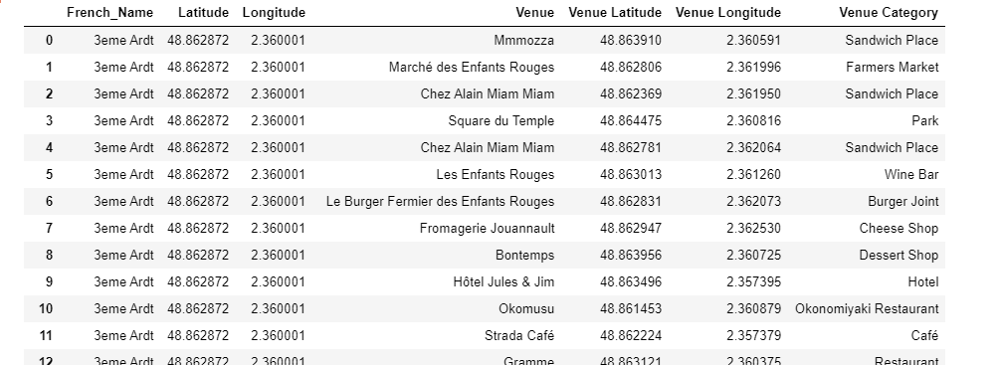 French_Name Latitude Longitude Venue Venue Latitude Venue Longitude Venue Category
0 3eme Ardt 48.862872 2.360001 Mmmozza 48.863910 2.360591 Sandwich Place
1 3eme Ardt 48.862872 2.360001 Marché des Enfants Rouges 48.862806 2.361996 Farmers Market
2 3eme Ardt 48.862872 2.360001 Chez Alain Miam Miam 48.862369 2.361950 Sandwich Place
3 3eme Ardt 48.862872 2.360001 Square du Temple 48.864475 2.360816 Park
4 3eme Ardt 48.862872 2.360001 Chez Alain Miam Miam 48.862781 2.362064 Sandwich Place
5 3eme Ardt 48.862872 2.360001 Les Enfants Rouges 48.863013 2.361260 Wine Bar
6 3eme Ardt 48.862872 2.360001 Le Burger Fermier des Enfants Rouges 48.862831 2.362073 Burger Joint
7 3eme Ardt 48.862872 2.360001 Fromagerie Jouannault 48.862947 2.362530 Cheese Shop
8 3eme Ardt 48.862872 2.360001 Bontemps 48.863956 2.360725 Dessert Shop
9 3eme Ardt 48.862872 2.360001 Hôtel Jules & Jim 48.863496 2.357395 Hotel
10 3eme Ardt 48.862872 2.360001 Okomusu 48.861453 2.360879 Okonomiyaki Restaurant
11 3eme Ardt 48.862872 2.360001 Strada Café 48.862224 2.357379 Café
12 3eme Ardt 48.862872 2.360001 Gramme 48.863121 2.360375 Restaurant